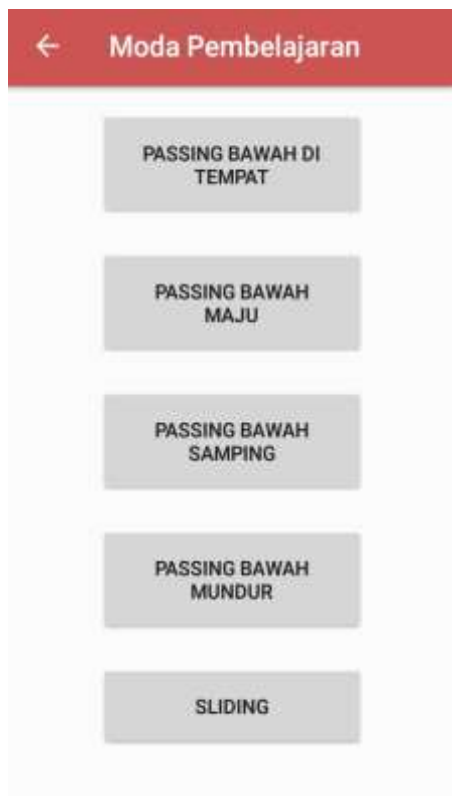 Moda Pembelajaran
PASSING BAWAH DI
TEMPAT
PASSING BAWAH
MAJU
PASSING BAWAH
SAMPING
PASSING BAWAH
MUNDUR
SLIDING